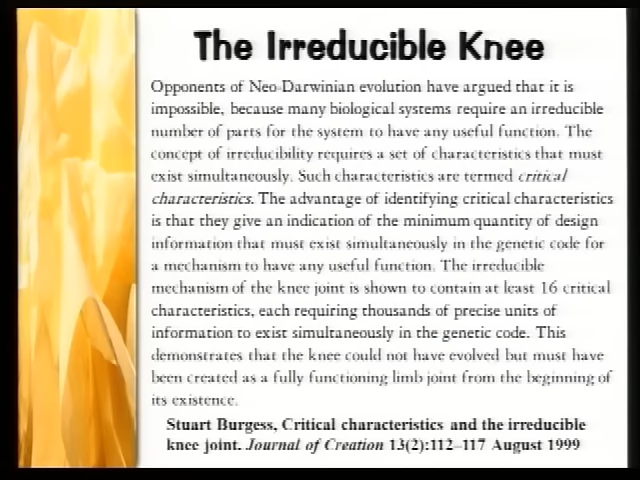 The Irreducible Knee
Opponents of Neo-Darwinian evolution have argued that it is
impossible, because many biological systems require an irreducible
number of parts for the system to have any useful function. The
concept of irreducibility requires a set of characteristics that must
exist simultaneously. Such characteristics are termed critical
characteristics. The advantage of identifying critical characteristics
is that they give an indication of the minimum quantity of design
information that must exist simultaneously in the genetic code for
a mechanism to have any useful function. The irreducible
mechanism of the knee joint is shown to contain at least 16 critical
characteristics, each requiring thousands of precise units of
information to exist simultaneously in the genetic code. This
demonstrates that the knee could not have evolved but must have
been created as a fully functioning limb joint from the beginning of
its existence.
Stuart Burgess, Critical characteristics and the irreducible
knee joint. Journal of Creation 13(2):112–117 August 1999